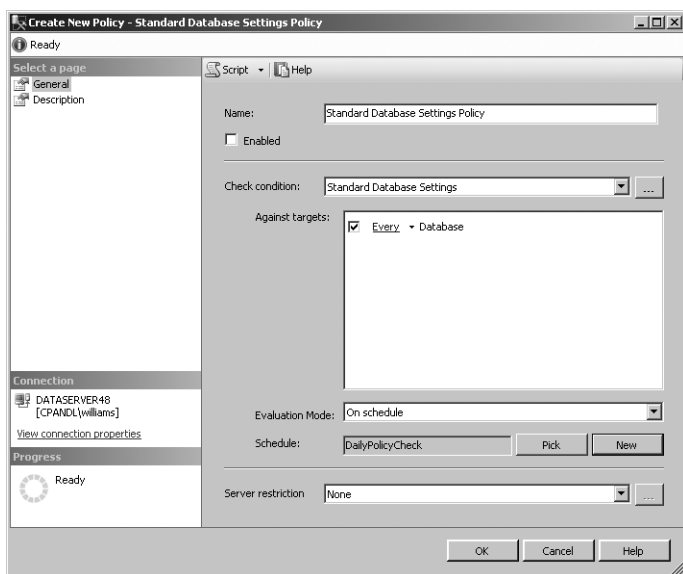 Create New Policy - Standard Database Settings Policy
Ready
Select a page
General
Description
Script
Help
Name:
Standard Database Settings Policy
Enabled
Check condition:
Standard Database Settings
...
Against targets:
Every Database
Connection
DATASERVER48
[CPANDL\williams]
View connection properties
Progress
Ready
Evaluation Mode:
On schedule
Schedule:
DailyPolicyCheck
Pick
New
Server restriction
None
...
OK
Cancel
Help